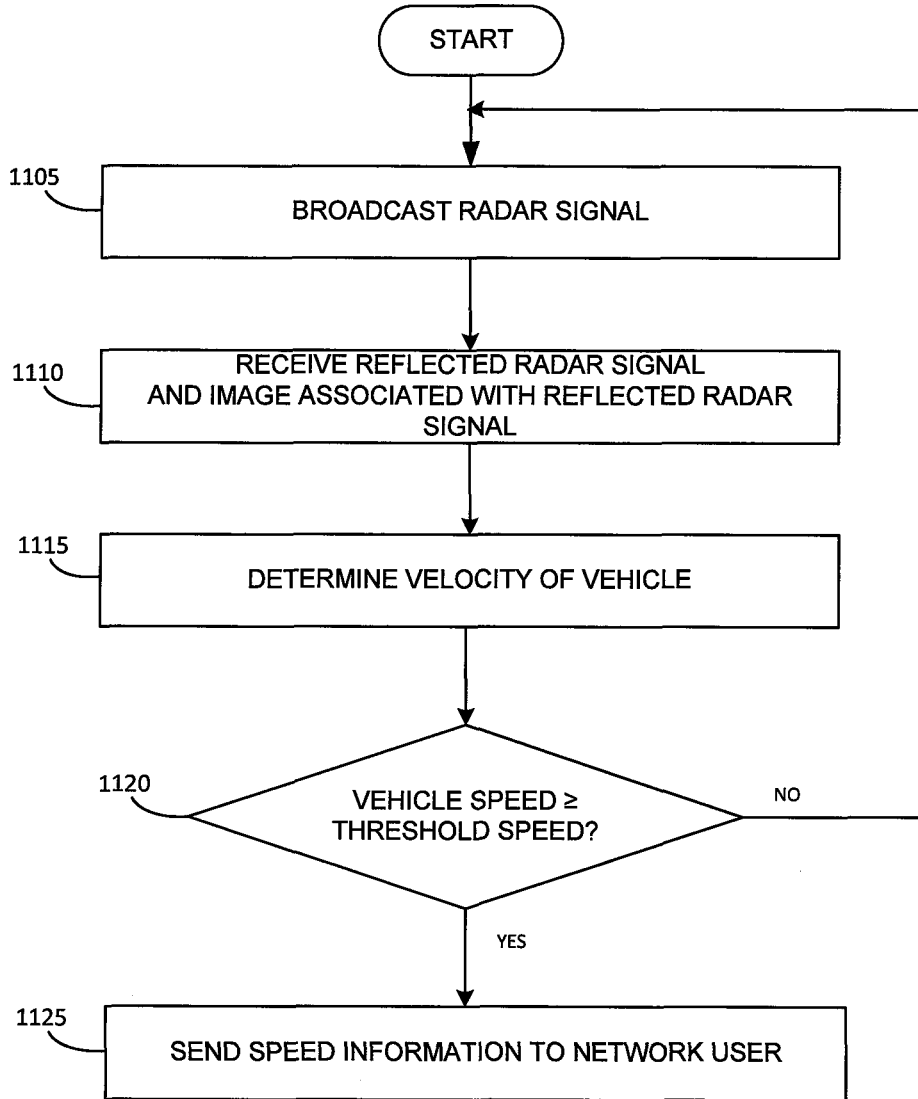 START
1105
BROADCAST RADAR SIGNAL
1110
RECEIVE REFLECTED RADAR SIGNAL
AND IMAGE ASSOCIATED WITH REFLECTED RADAR
SIGNAL
1115
DETERMINE VELOCITY OF VEHICLE
1120
VEHICLE SPEED ≥
THRESHOLD SPEED?
NO
YES
1125
SEND SPEED INFORMATION TO NETWORK USER